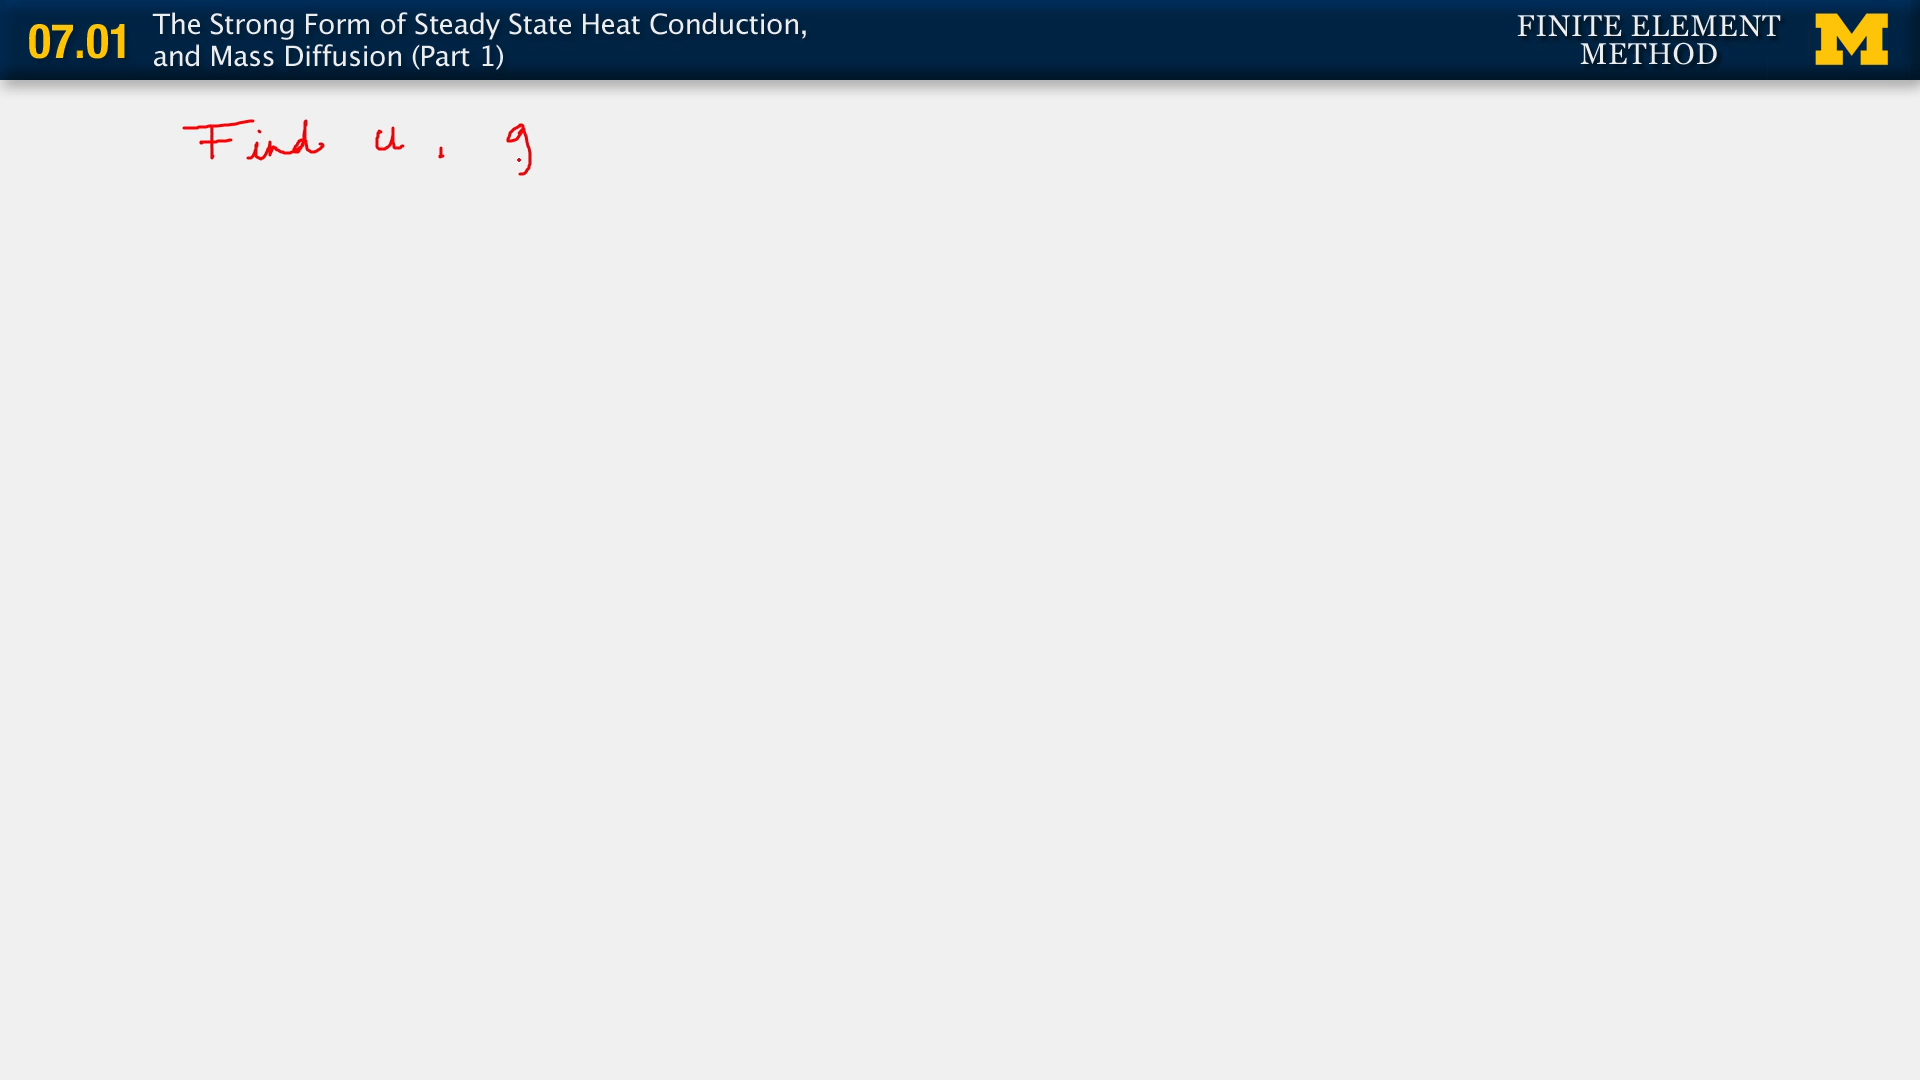 07.01
The Strong Form of Steady State Heat Conduction,
and Mass Diffusion (Part 1)
FINITE ELEMENT
METHOD
M
Find u, g